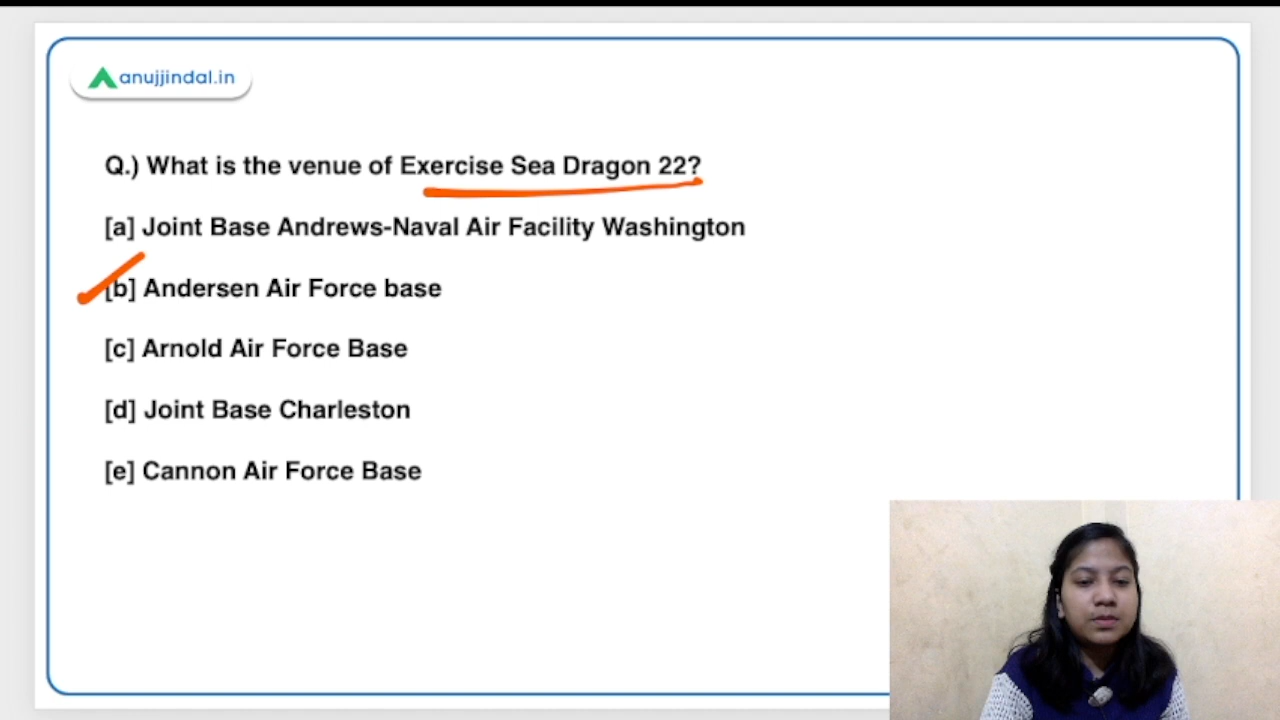 anujjindal.in
Q.) What is the venue of Exercise Sea Dragon 22?
[a] Joint Base Andrews-Naval Air Facility Washington
[b] Andersen Air Force base
[c] Arnold Air Force Base
[d] Joint Base Charleston
[e] Cannon Air Force Base